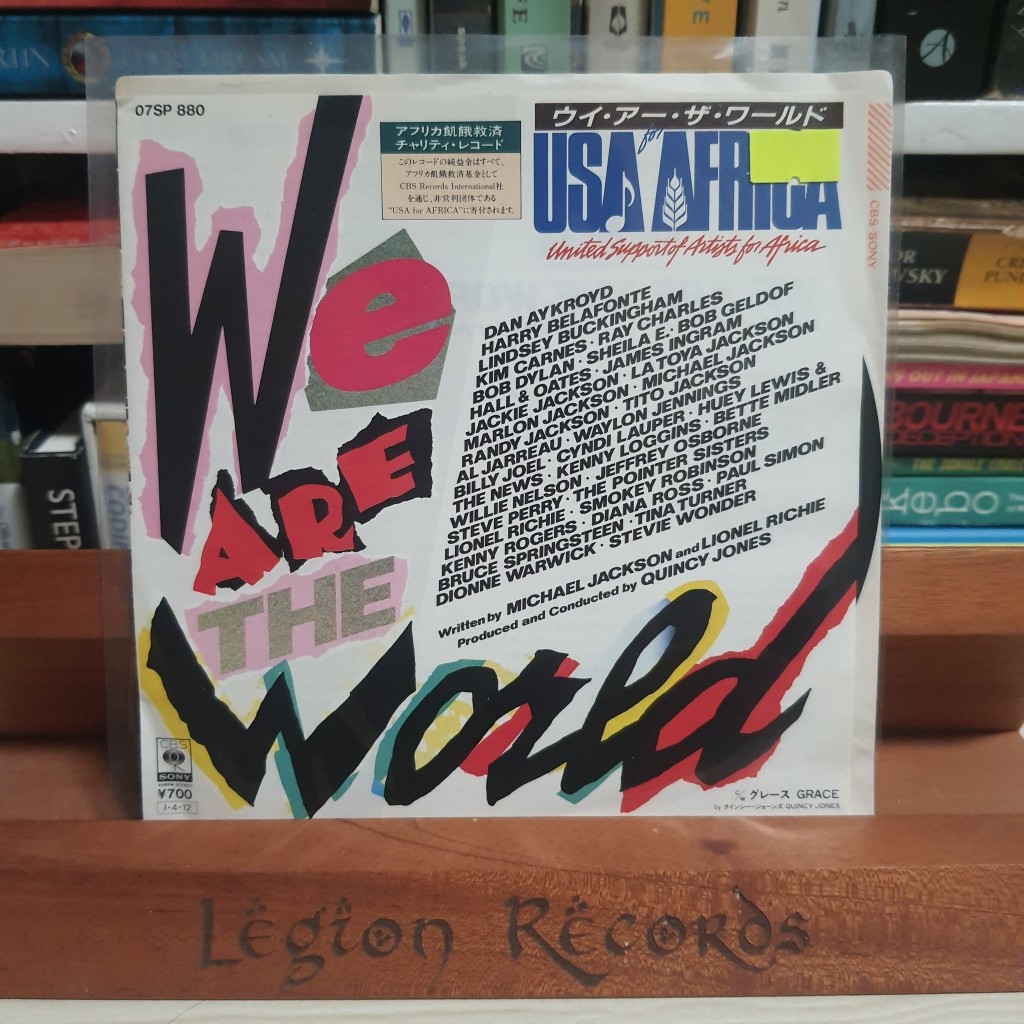 07SP 880
We
ARE
THE
World
アフリカ飢餓救済
チャリティ・レコード
このレコードの純益金はすべて、
アフリカ飢餓救済基金として
CBS Records International社
を通じ、非営利団体である
"USA for AFRICA"に寄付されます。
ウイ・アー・ザ・ワールド
USA for AFRICA
United Support of Artists for Africa
CBS SONY
DAN AYKROYD
HARRY BELAFONTE
LINDSEY BUCKINGHAM
KIM CARNES・RAY CHARLES
BOB DYLAN・SHEILA E・BOB GELDOF
HALL & OATES・JAMES INGRAM
JACKIE JACKSON・LA TOYA JACKSON
MARLON JACKSON・MICHAEL JACKSON
RANDY JACKSON・TITO JACKSON
AL JARREAU・WAYLON JENNINGS
BILLY JOEL・CYNDI LAUPER・HUEY LEWIS &
THE NEWS・KENNY LOGGINS・BETTE MIDLER
WILLIE NELSON・JEFFREY OSBORNE
STEVE PERRY・THE POINTER SISTERS
LIONEL RICHIE・SMOKEY ROBINSON
KENNY ROGERS・DIANA ROSS・PAUL SIMON
BRUCE SPRINGSTEEN・TINA TURNER
DIONNE WARWICK・STEVIE WONDER
Written by MICHAEL JACKSON and LIONEL RICHIE
Produced and Conducted by QUINCY JONES
CBS
SONY
¥700
I・4・12
c/w グレース GRACE
by クインシー・ジョーンズ QUINCY JONES
STEP
BOURNE
DECEPTION
Legion Records